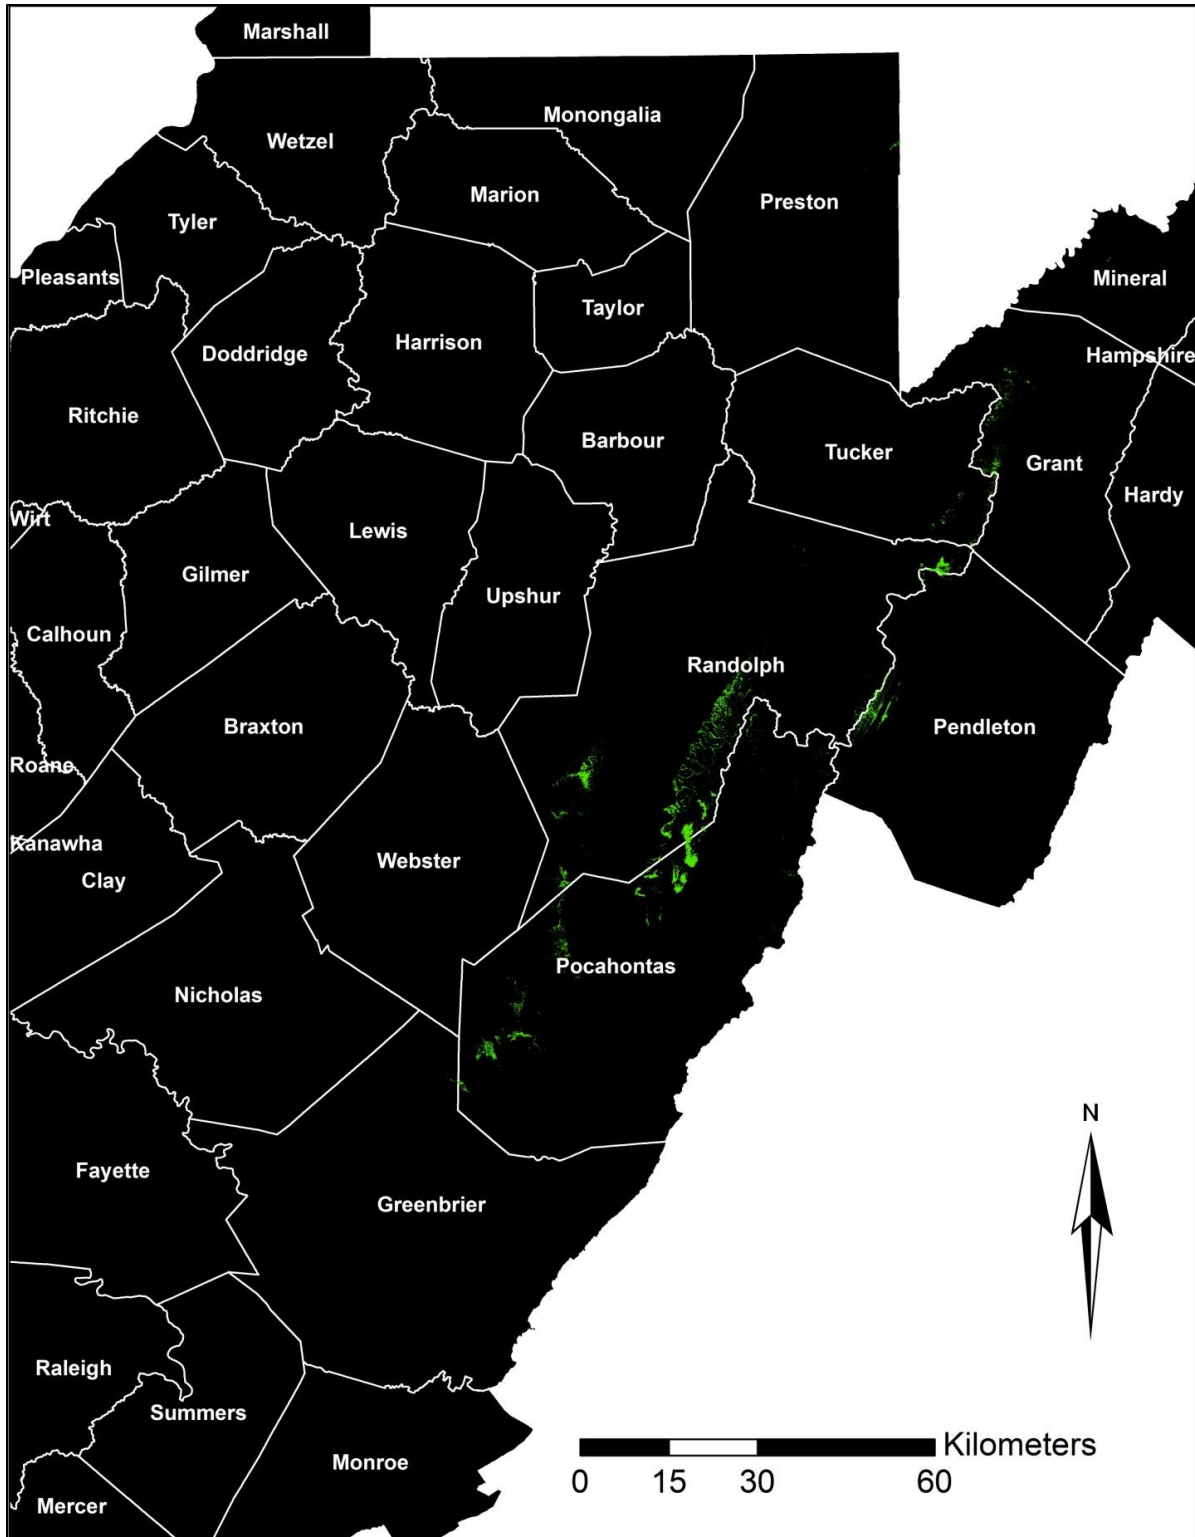 Marshall
Monongalia
Wetzel
Marion
Preston
Tyler
Pleasants
Mineral
Taylor
Harrison
Doddridge
Hampshire
Ritchie
Barbour
Tucker
Grant
Hardy
Wirt
Lewis
Gilmer
Upshur
Calhoun
Randolph
Braxton
Pendleton
Roane
Kanawha
Webster
Clay
Pocahontas
Nicholas
N
Fayette
Greenbrier
Raleigh
Summers
Kilometers
Monroe
0 15 30 60
Mercer